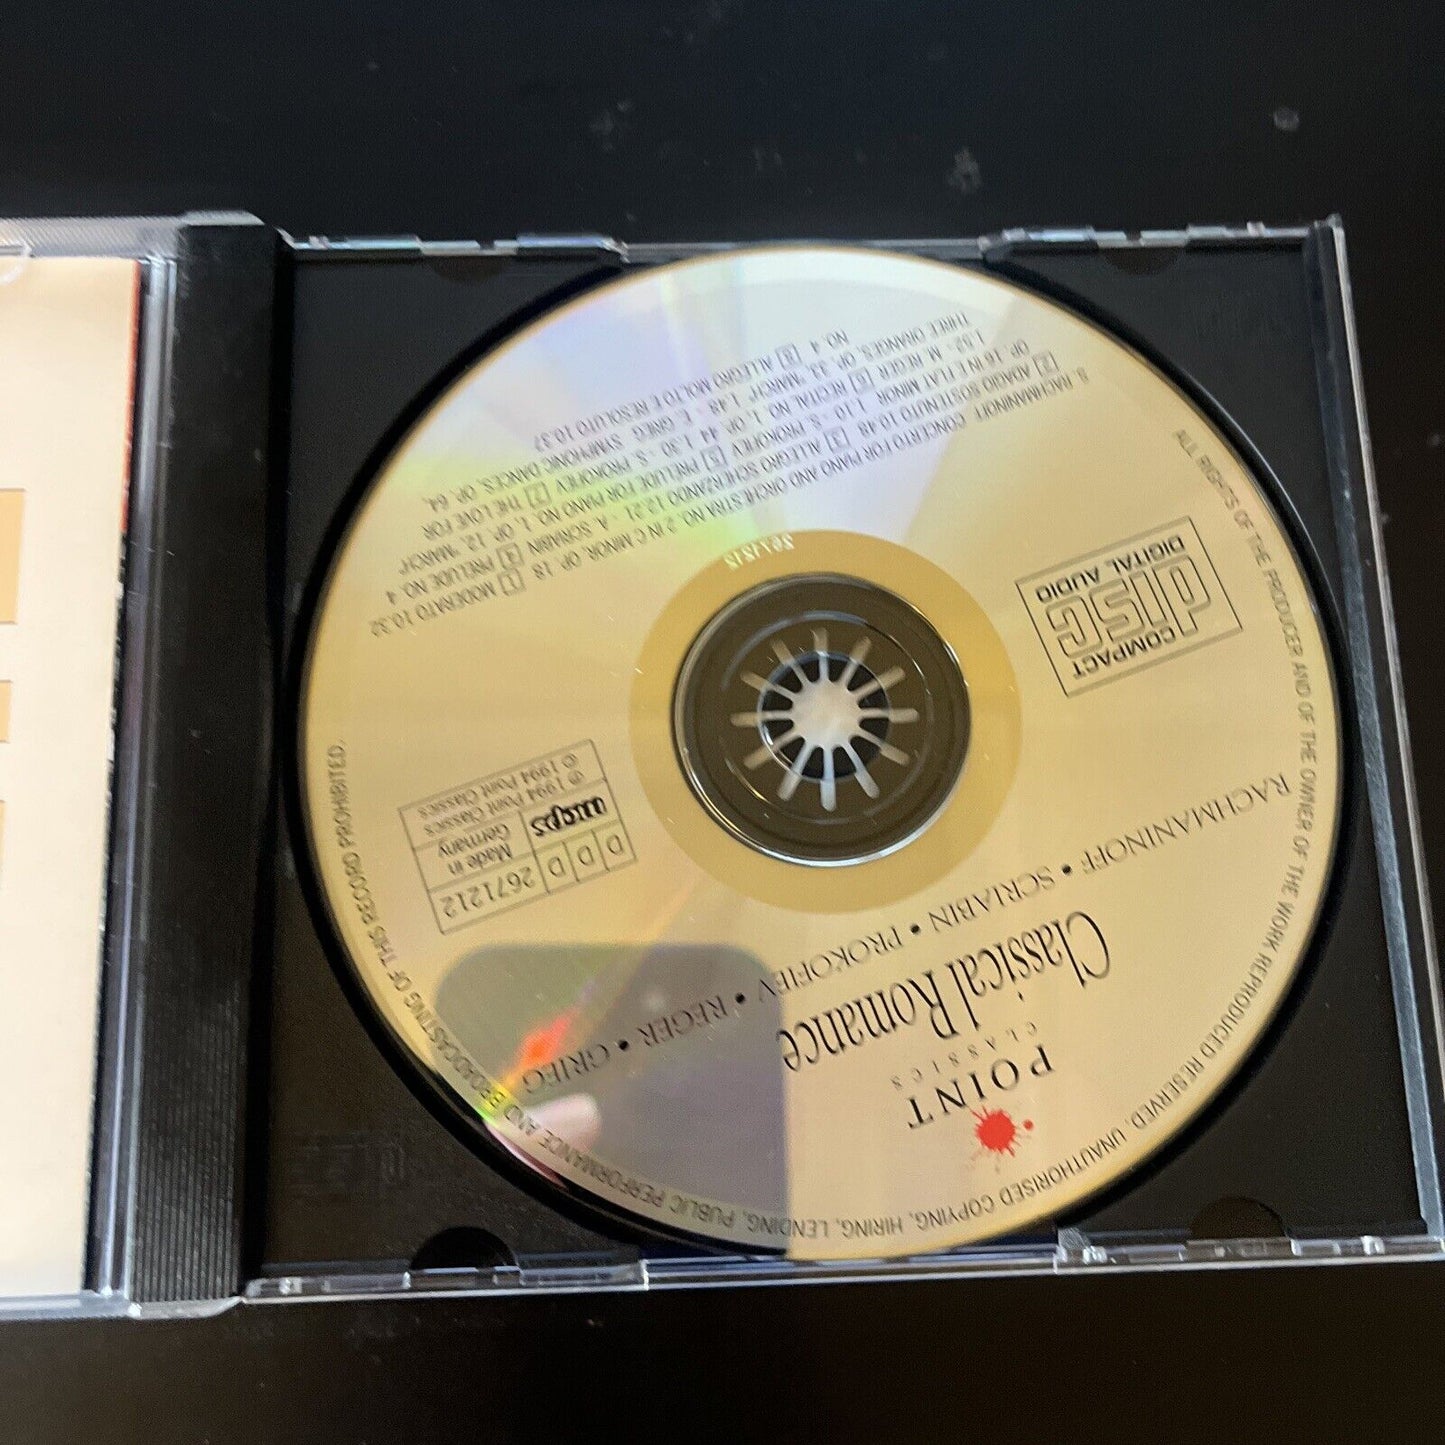 POINT
CLASSICS
Classical Romance
RACHMANINOFF • SCRIABIN • PROKOFIEV • REGER • GRIEG
COMPACT
disc
DIGITAL AUDIO
D D D 2671212
mcps Made in Germany
℗ 1994 Point Classics
© 1994 Point Classics
2671212
S. RACHMANINOFF: CONCERTO FOR PIANO AND ORCHESTRA NO. 2 IN C MINOR, OP. 18 1 MODERATO 10.32
2 ADAGIO SOSTENUTO 10.48 3 ALLEGRO SCHERZANDO 12.21 - A. SCRIABIN 4 PRELUDE NO. 4
OP. 16 IN E FLAT MINOR 1.10 - S. PROKOFIEV 5 PRELUDE FOR PIANO NO. 1, OP. 12, "MARCH"
1.52 - M. REGER 6 RECITAL NO. 1, OP. 44 1.30 - S. PROKOFIEV 7 THE LOVE FOR
THREE ORANGES, OP. 33, "MARCH" 1.48 - E. GRIEG: SYMPHONIC DANCES, OP. 64,
NO 4 8 ALLEGRO MOLTO E RESOLUTO 10.37
ALL RIGHTS OF THE PRODUCER AND OF THE OWNER OF THE WORK REPRODUCED RESERVED. UNAUTHORISED COPYING, HIRING, LENDING, PUBLIC PERFORMANCE AND BROADCASTING OF THIS RECORD PROHIBITED.